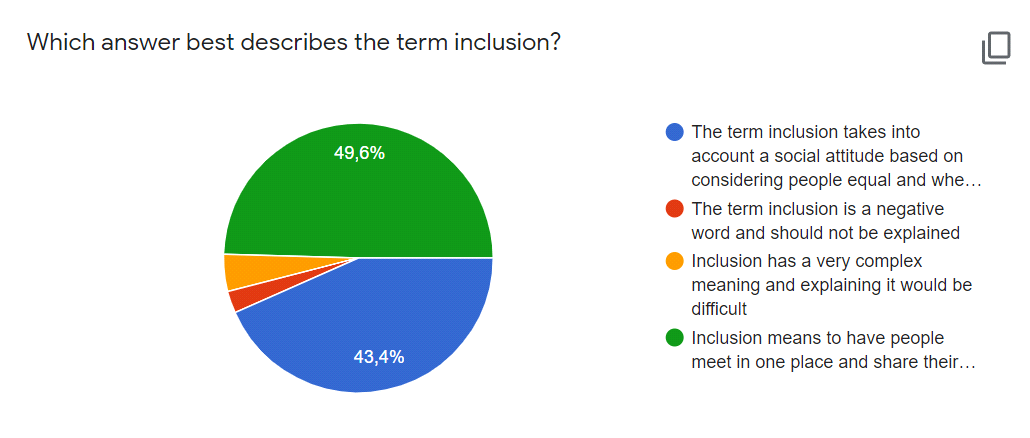 Which answer best describes the term inclusion?
49,6%
43,4%
The term inclusion takes into
account a social attitude based on
considering people equal and whe…
The term inclusion is a negative
word and should not be explained
Inclusion has a very complex
meaning and explaining it would be
difficult
Inclusion means to have people
meet in one place and share their…